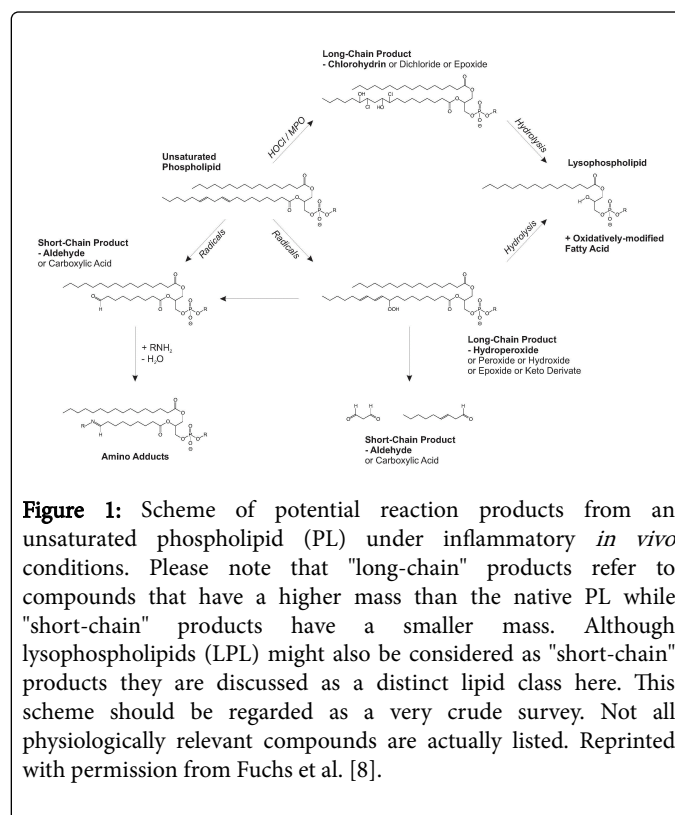 Long-Chain Product
- Chlorohydrin or Dichloride or Epoxide
OH
Cl
Cl
HO
O
O
O
O
O
P
O
R
⊖
HOCl / MPO
Hydrolysis
Unsaturated
Phospholipid
O
O
O
O
O
P
O
R
⊖
Lysophospholipid
O
O
H
O
O
O
P
O
R
⊖
+ Oxidatively-modified
Fatty Acid
Radicals
Radicals
Hydrolysis
Short-Chain Product
- Aldehyde
or Carboxylic Acid
O
H
O
O
O
O
O
O
P
O
R
⊖
OOH
O
O
O
O
O
O
P
O
R
⊖
Long-Chain Product
- Hydroperoxide
or Peroxide or Hydroxide
or Epoxide or Keto Derivate
+ RNH₂
- H₂O
R
N
H
O
O
O
O
O
O
P
O
R
⊖
Amino Adducts
H
H
O
O
H
O
Short-Chain Product
- Aldehyde
or Carboxylic Acid
Figure 1: Scheme of potential reaction products from an
unsaturated phospholipid (PL) under inflammatory in vivo
conditions. Please note that "long-chain" products refer to
compounds that have a higher mass than the native PL while
"short-chain" products have a smaller mass. Although
lysophospholipids (LPL) might also be considered as "short-chain"
products they are discussed as a distinct lipid class here. This
scheme should be regarded as a very crude survey. Not all
physiologically relevant compounds are actually listed. Reprinted
with permission from Fuchs et al. [8].